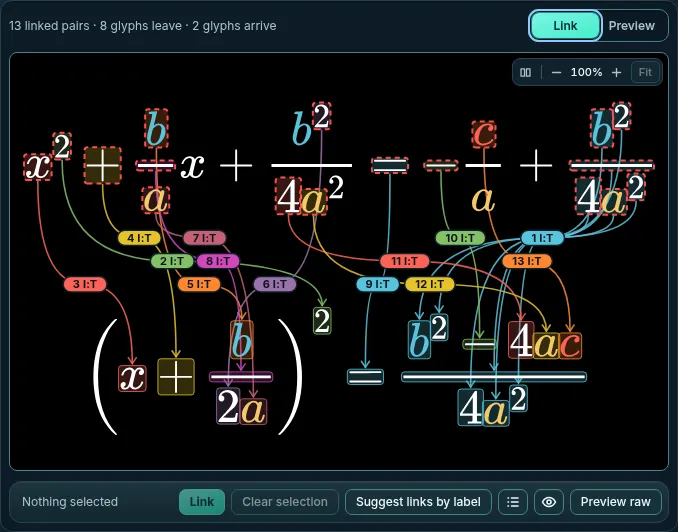 13 linked pairs · 8 glyphs leave · 2 glyphs arrive Link Preview
− 100% + Fit
x² + b/a x + b²/4a² = − c/a + b²/4a²
4 I:T 7 I:T 10 I:T 1 I:T
2 I:T 8 I:T 11 I:T 13 I:T
3 I:T 5 I:T 6 I:T 9 I:T 12 I:T
(x + b/2a)² = b² − 4ac/4a²
Nothing selected Link Clear selection Suggest links by label Preview raw